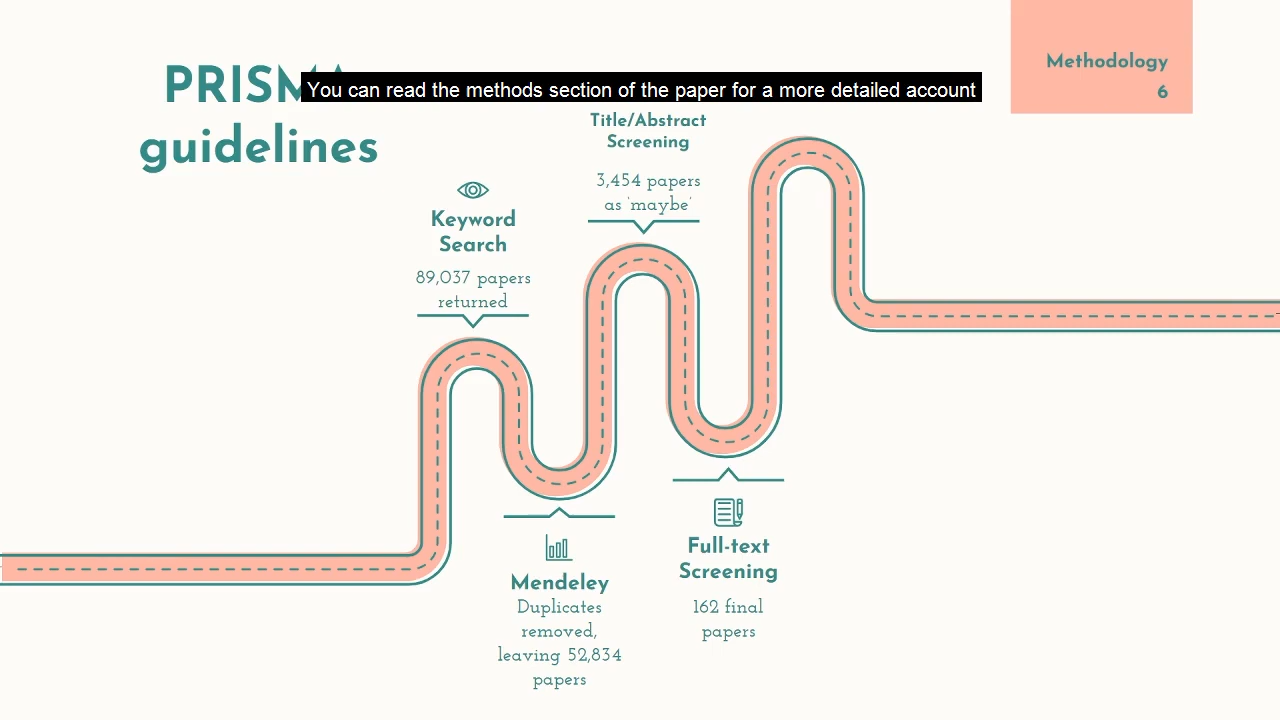 PRISMA
guidelines
You can read the methods section of the paper for a more detailed account
Methodology
6
Keyword
Search
89,037 papers
returned
Title/Abstract
Screening
3,454 papers
as 'maybe'
Mendeley
Duplicates
removed,
leaving 52,834
papers
Full-text
Screening
162 final
papers